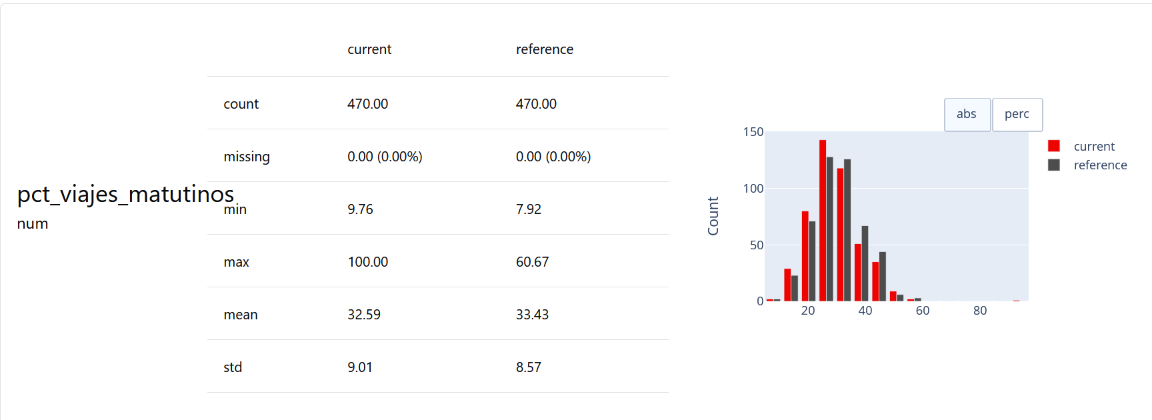 current reference
count 470.00 470.00
missing 0.00 (0.00%) 0.00 (0.00%)
pct_viajes_matutinos
num
min 9.76 7.92
max 100.00 60.67
mean 32.59 33.43
std 9.01 8.57
abs perc
150
100
50
0
Count
20 40 60 80
current
reference